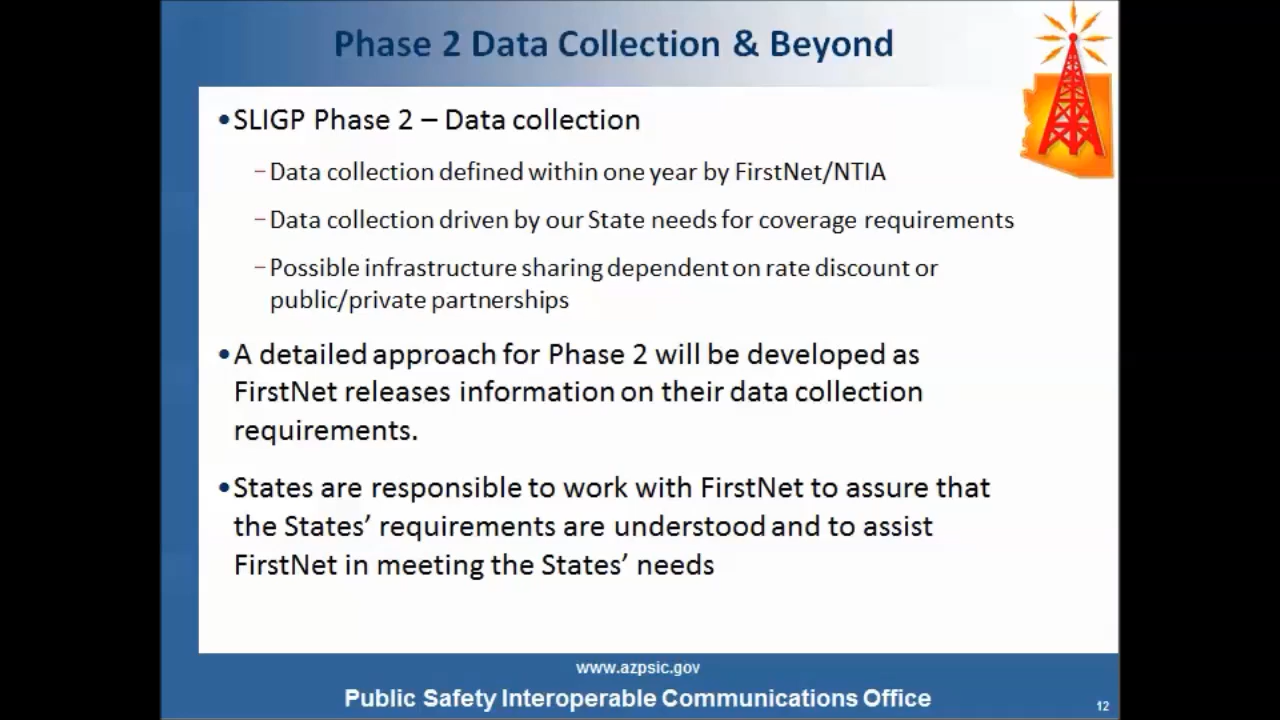 Phase 2 Data Collection & Beyond
•SLIGP Phase 2 – Data collection
–Data collection defined within one year by FirstNet/NTIA
–Data collection driven by our State needs for coverage requirements
–Possible infrastructure sharing dependent on rate discount or
public/private partnerships
•A detailed approach for Phase 2 will be developed as
FirstNet releases information on their data collection
requirements.
•States are responsible to work with FirstNet to assure that
the States’ requirements are understood and to assist
FirstNet in meeting the States’ needs
www.azpsic.gov
Public Safety Interoperable Communications Office
12